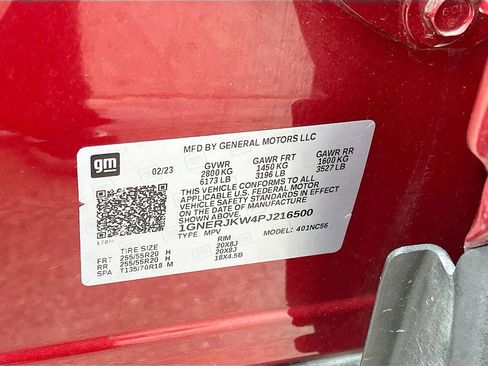 MFD BY GENERAL MOTORS LLC
gm
02/23
GVWR GAWR FRT GAWR RR
2800 KG 1450 KG 1600 KG
6173 LB 3196 LB 3527 LB
THIS VEHICLE CONFORMS TO ALL
APPLICABLE U.S. FEDERAL MOTOR
VEHICLE SAFETY STANDARDS IN
EFFECT ON THE DATE OF MANUFACTURE
SHOWN ABOVE
1GNERJKW4PJ216500
TYPE: MPV 401NC56
170H
TIRE SIZE RIM
FRT 255/55R20 H 20X8J
RR 255/55R20 H 20X8J
SPA T135/70R18 M 18X4.5B